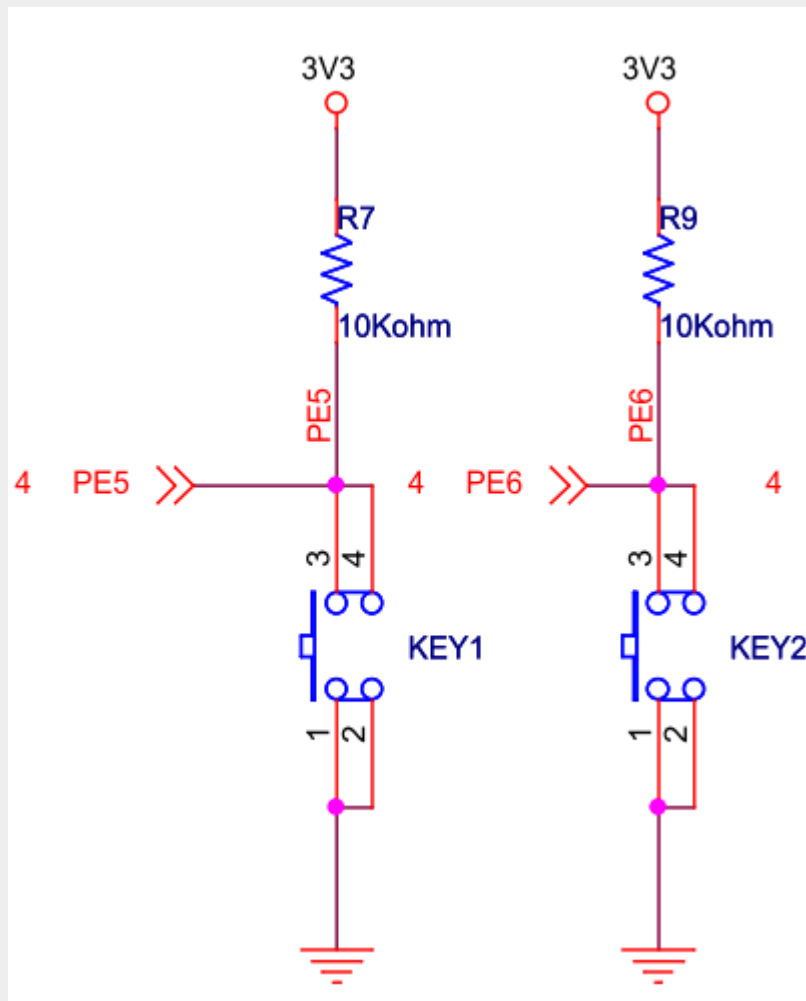 3V3 3V3
R7 R9
10Kohm 10Kohm
PE5 PE6
4 PE5 4 PE6 4
3 4 3 4
KEY1 KEY2
1 2 1 2